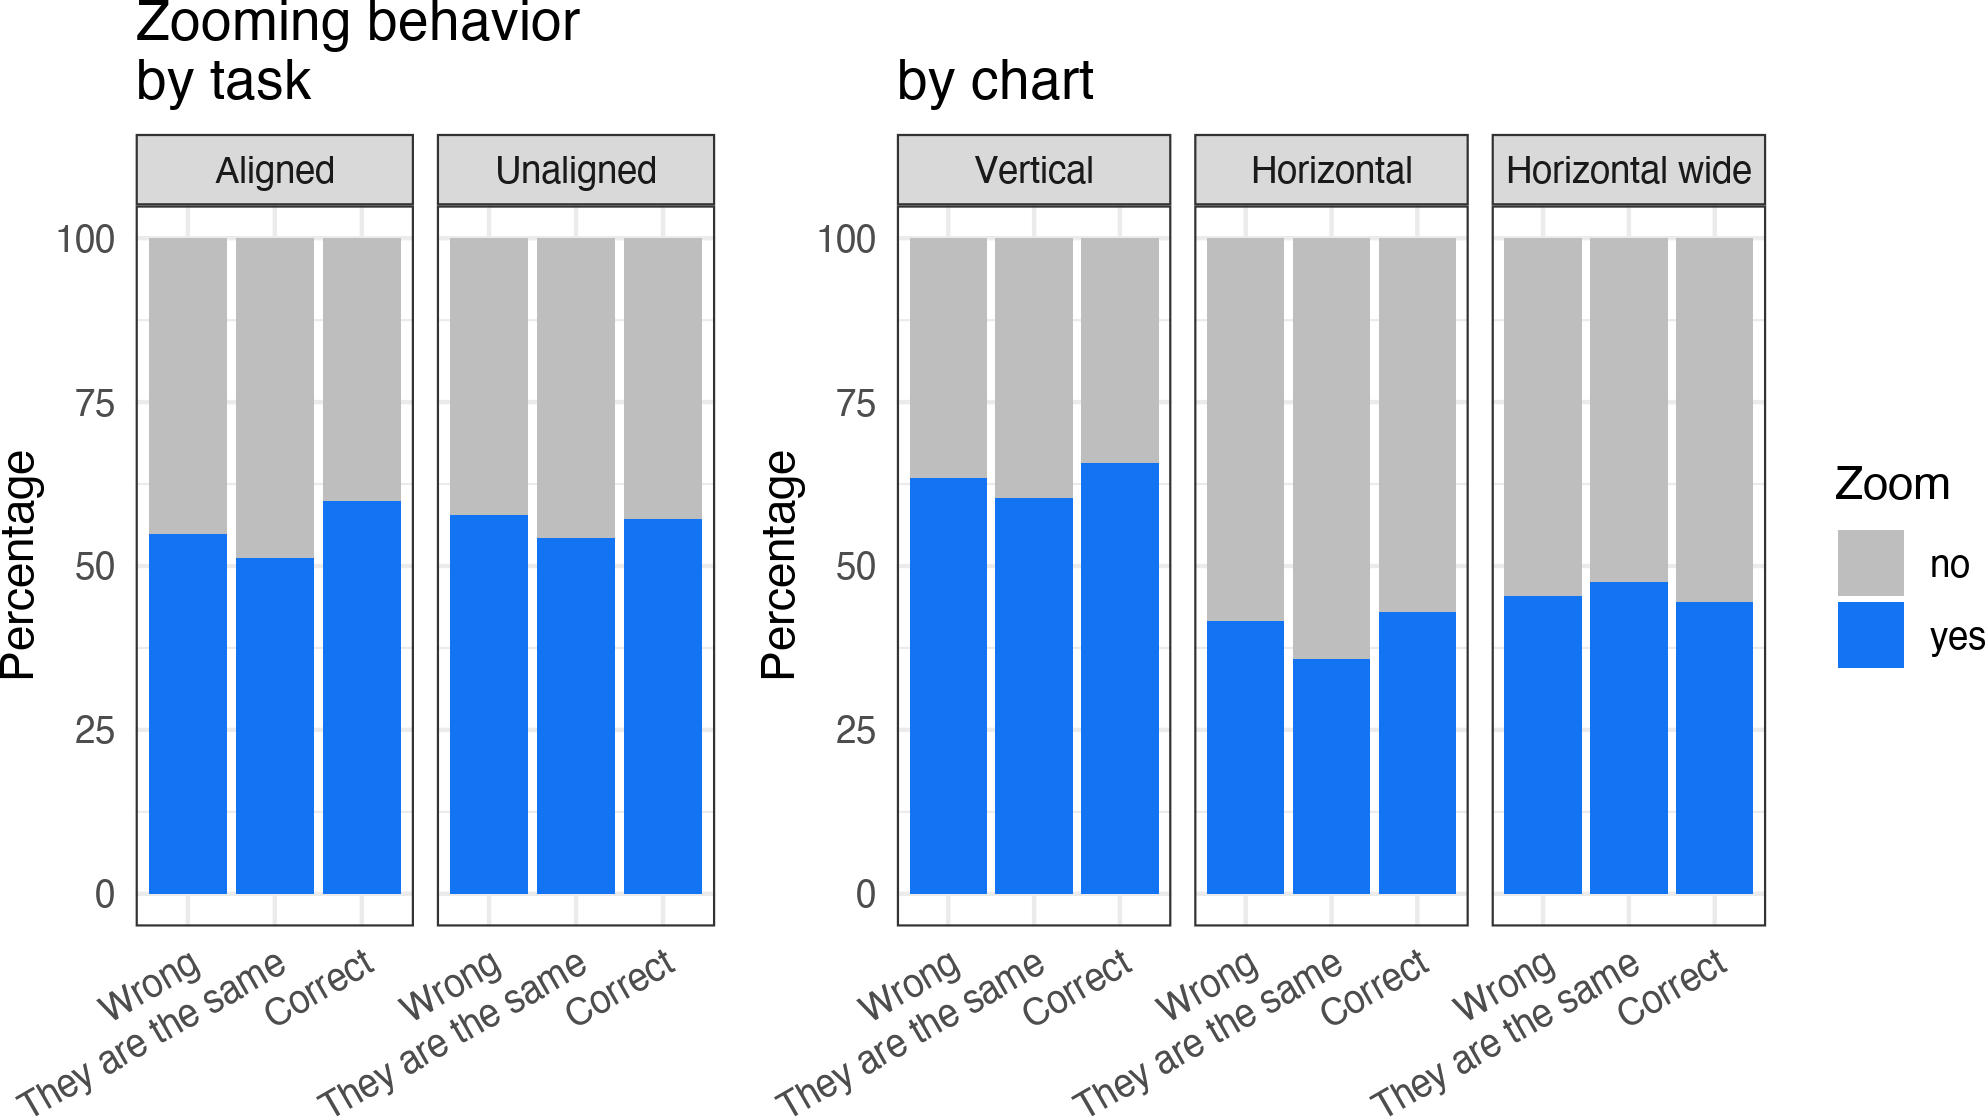 Zooming behavior
by task
by chart
Aligned
Unaligned
Vertical
Horizontal
Horizontal wide
Percentage
100
75
50
25
0
Percentage
100
75
50
25
0
Wrong
They are the same
Correct
Wrong
They are the same
Correct
Wrong
They are the same
Correct
Wrong
They are the same
Correct
Wrong
They are the same
Correct
Zoom
no
yes